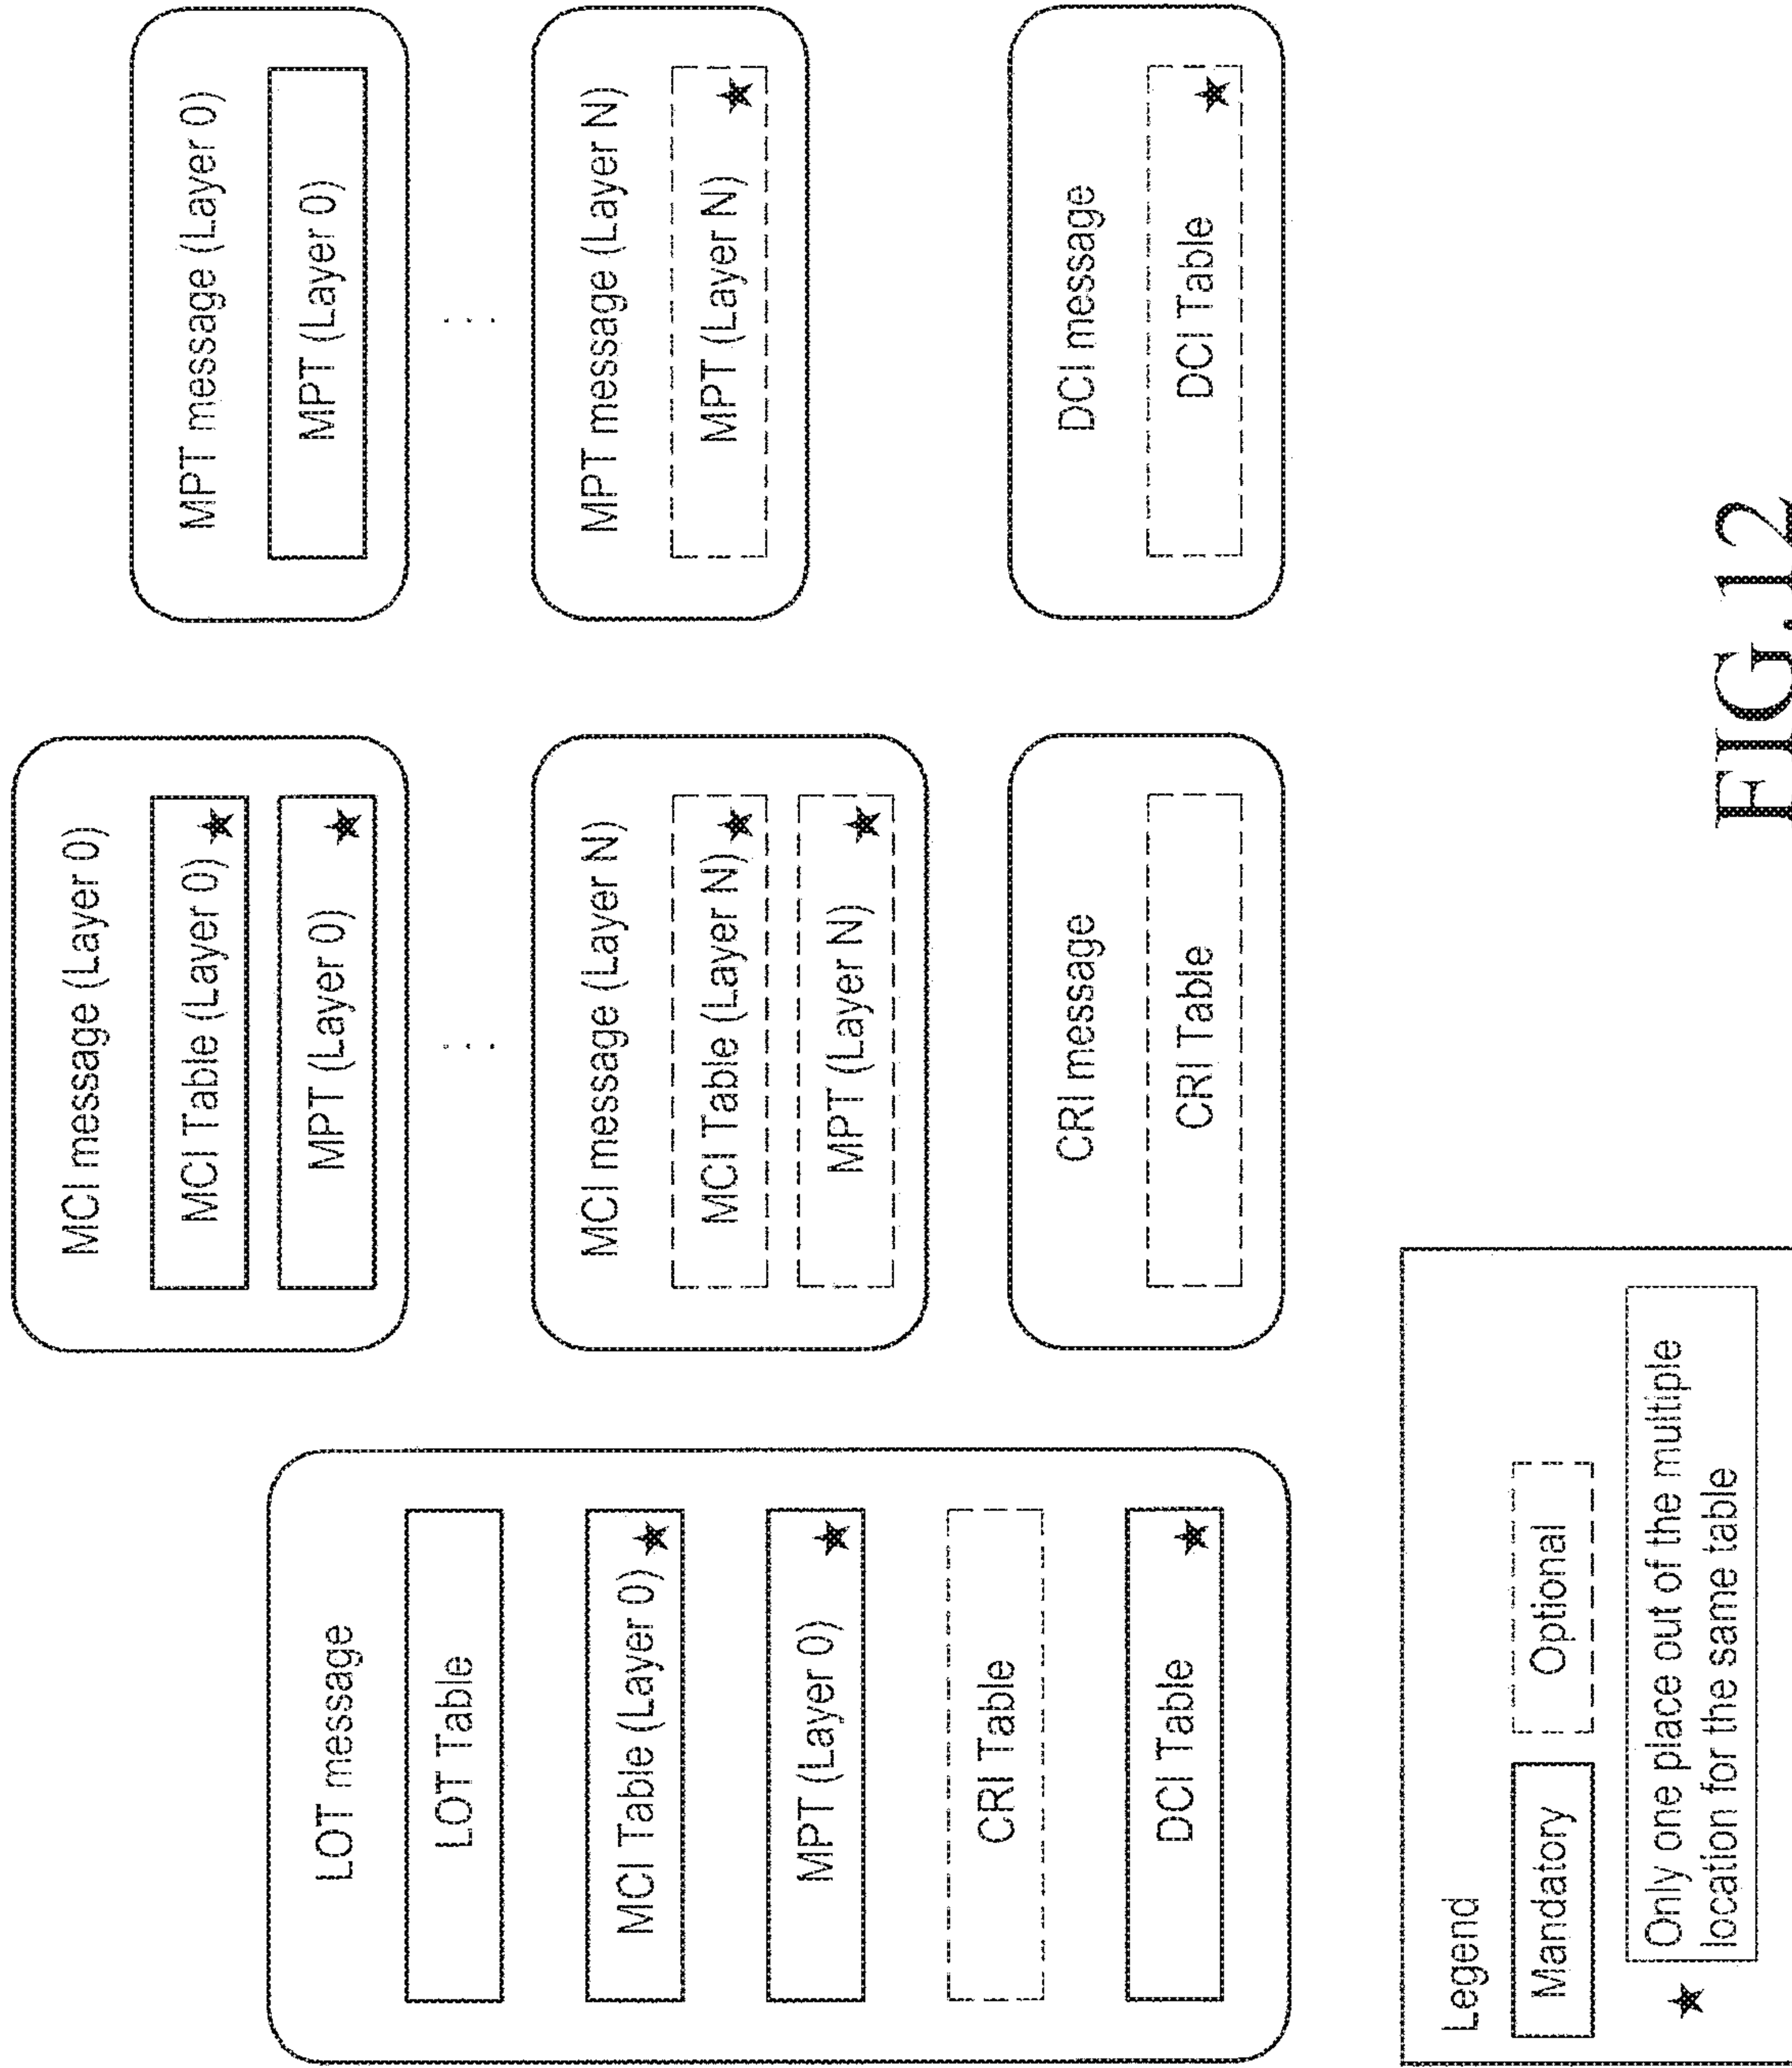 LOT message
LOT Table
MCI Table (Layer 0)
MPT (Layer 0)
CRI Table
DCI Table
MCI message (Layer 0)
MCI Table (Layer 0)
MPT (Layer 0)
MCI message (Layer N)
MCI Table (Layer N)
MPT (Layer N)
CRI message
CRI Table
MPT message (Layer 0)
MPT (Layer 0)
MPT message (Layer N)
MPT (Layer N)
DCI message
DCI Table
Legend
Mandatory
Optional
Only one place out of the multiple
location for the same table
FIG.12